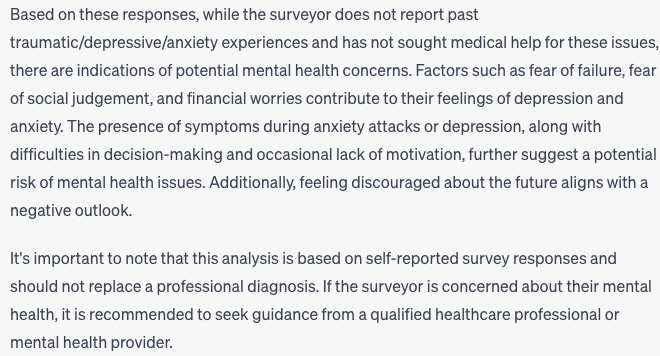 Based on these responses, while the surveyor does not report past
traumatic/depressive/anxiety experiences and has not sought medical help for these issues,
there are indications of potential mental health concerns. Factors such as fear of failure, fear
of social judgement, and financial worries contribute to their feelings of depression and
anxiety. The presence of symptoms during anxiety attacks or depression, along with
difficulties in decision-making and occasional lack of motivation, further suggest a potential
risk of mental health issues. Additionally, feeling discouraged about the future aligns with a
negative outlook.
It's important to note that this analysis is based on self-reported survey responses and
should not replace a professional diagnosis. If the surveyor is concerned about their mental
health, it is recommended to seek guidance from a qualified healthcare professional or
mental health provider.